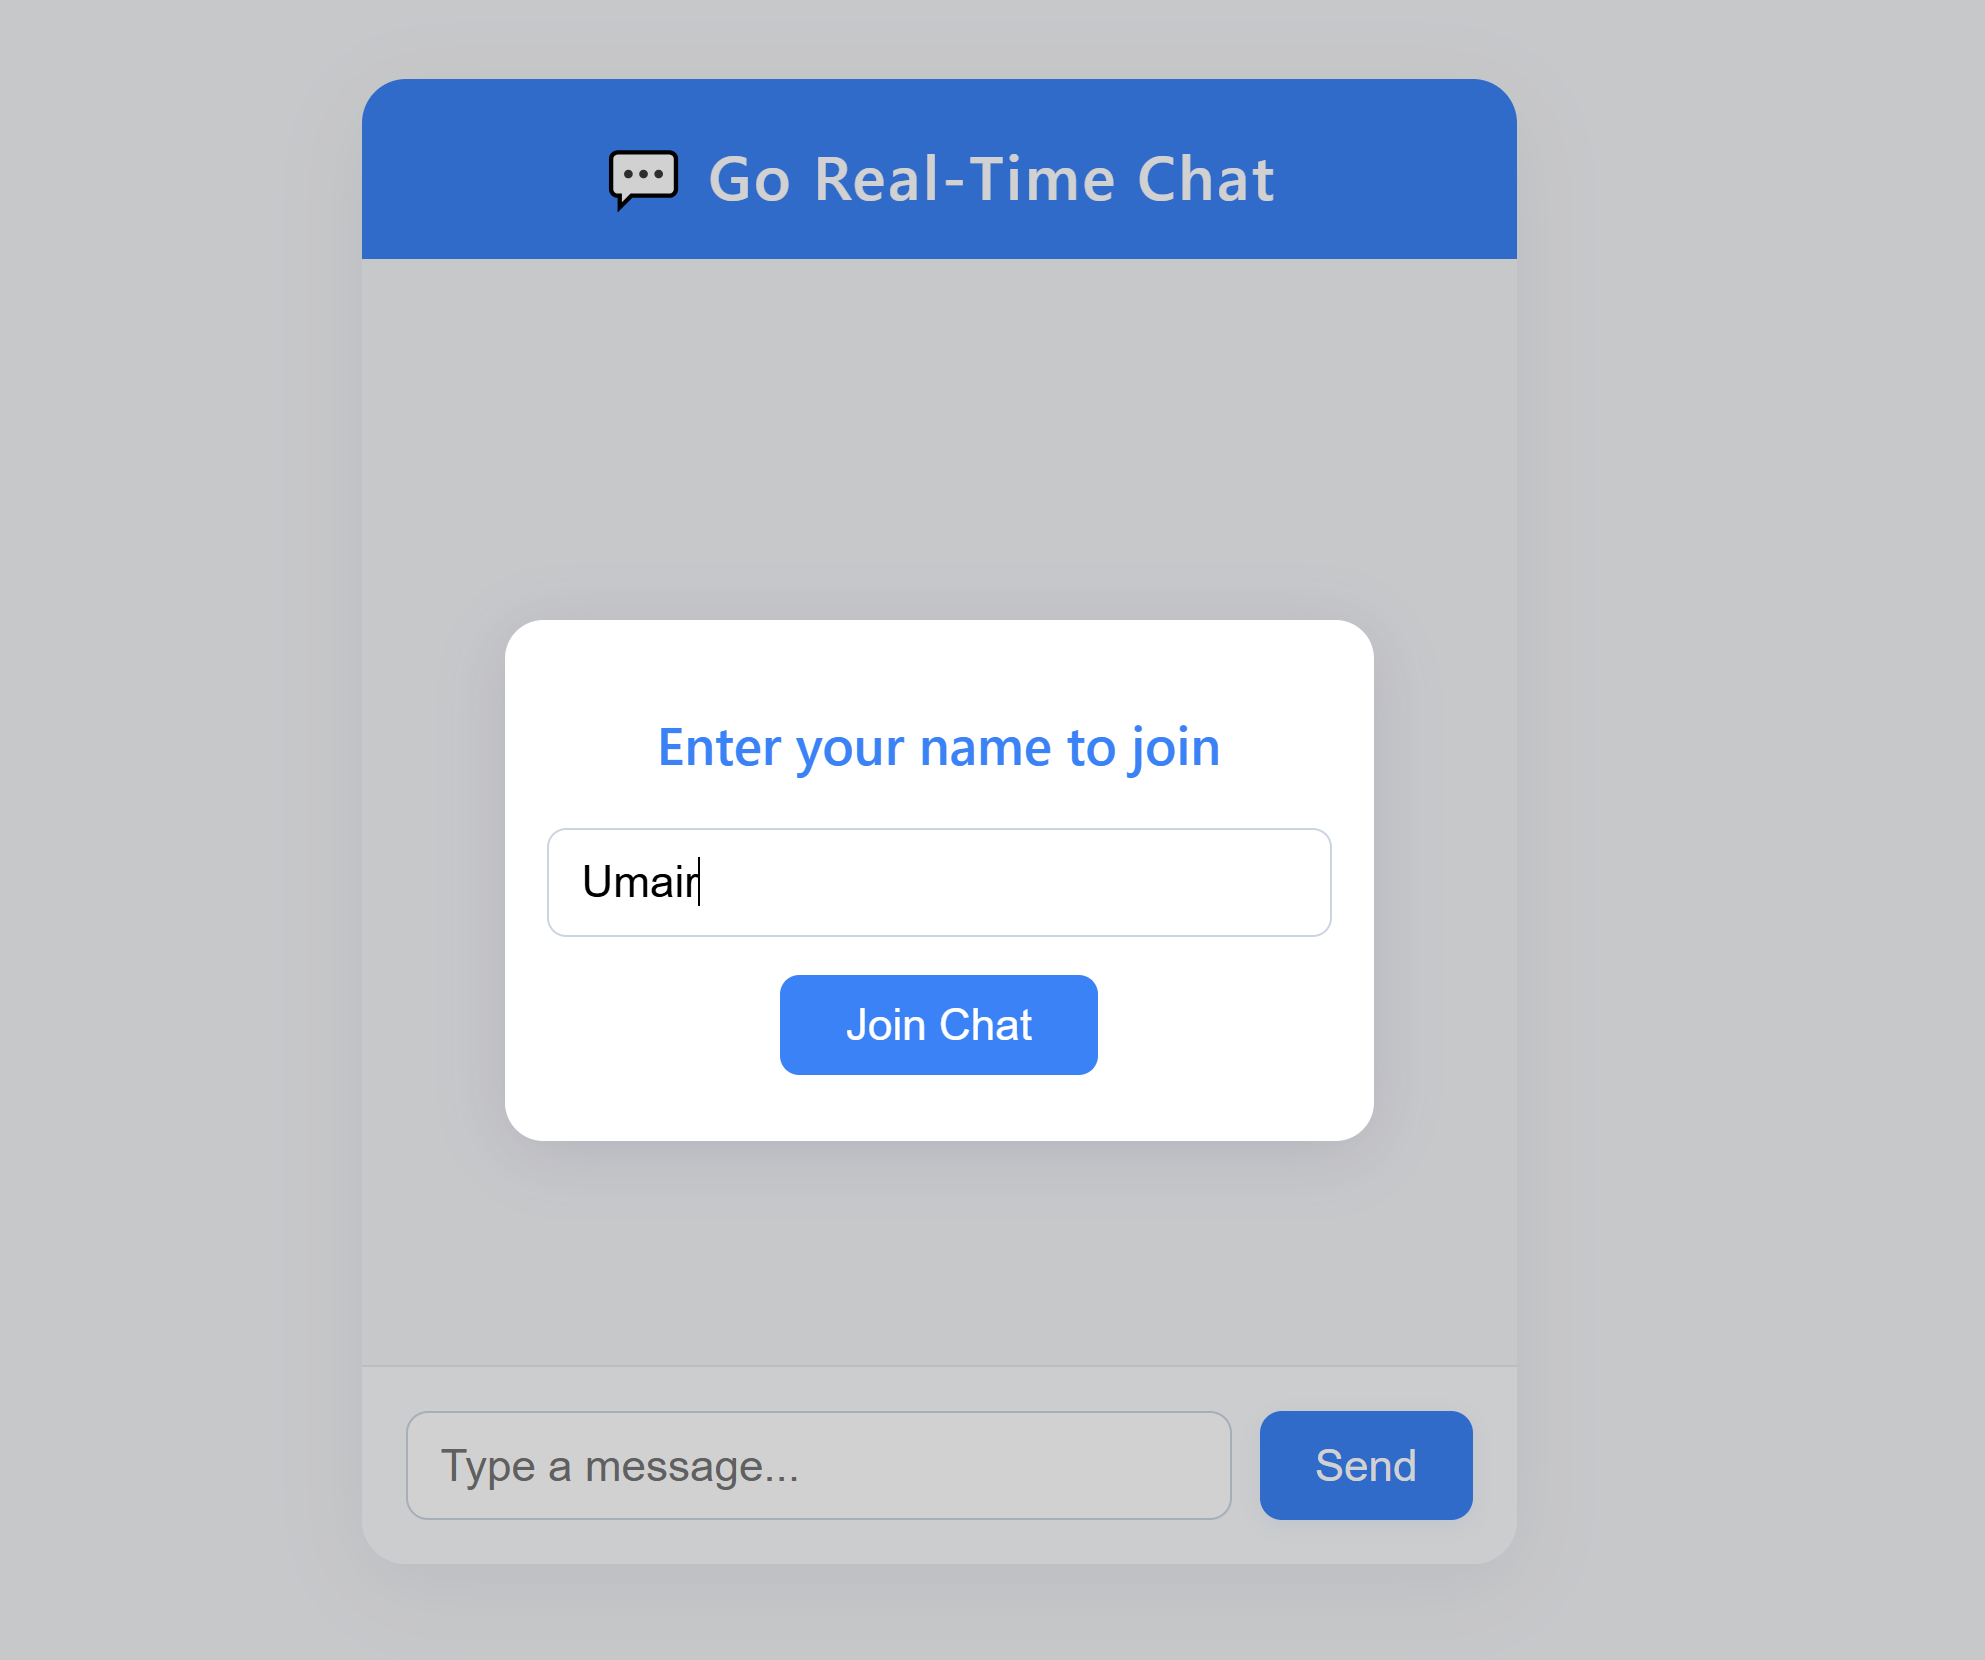 💬 Go Real-Time Chat
Enter your name to join
Umair
Join Chat
Type a message...
Send